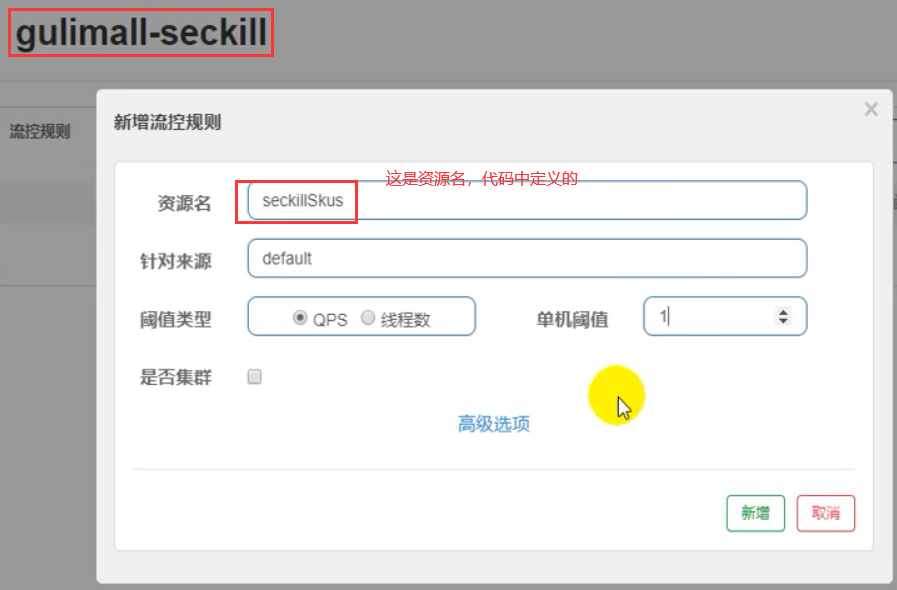 gulimall-seckill
流控规则
新增流控规则
×
这是资源名，代码中定义的
资源名 seckillSkus
针对来源 default
阈值类型 QPS 线程数 单机阈值 1
是否集群
高级选项
新增 取消